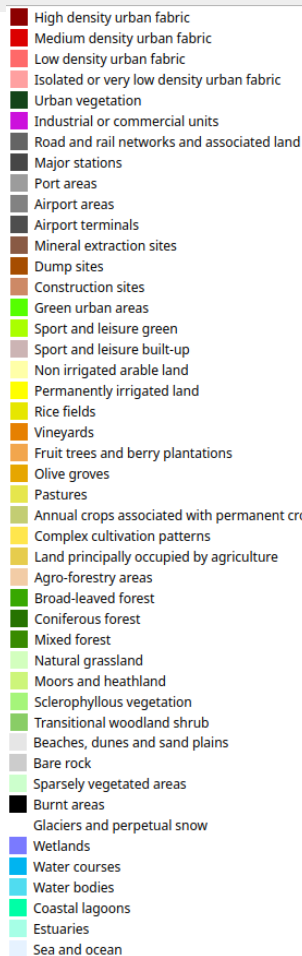 High density urban fabric
Medium density urban fabric
Low density urban fabric
Isolated or very low density urban fabric
Urban vegetation
Industrial or commercial units
Road and rail networks and associated land
Major stations
Port areas
Airport areas
Airport terminals
Mineral extraction sites
Dump sites
Construction sites
Green urban areas
Sport and leisure green
Sport and leisure built-up
Non irrigated arable land
Permanently irrigated land
Rice fields
Vineyards
Fruit trees and berry plantations
Olive groves
Pastures
Annual crops associated with permanent cro
Complex cultivation patterns
Land principally occupied by agriculture
Agro-forestry areas
Broad-leaved forest
Coniferous forest
Mixed forest
Natural grassland
Moors and heathland
Sclerophyllous vegetation
Transitional woodland shrub
Beaches, dunes and sand plains
Bare rock
Sparsely vegetated areas
Burnt areas
Glaciers and perpetual snow
Wetlands
Water courses
Water bodies
Coastal lagoons
Estuaries
Sea and ocean